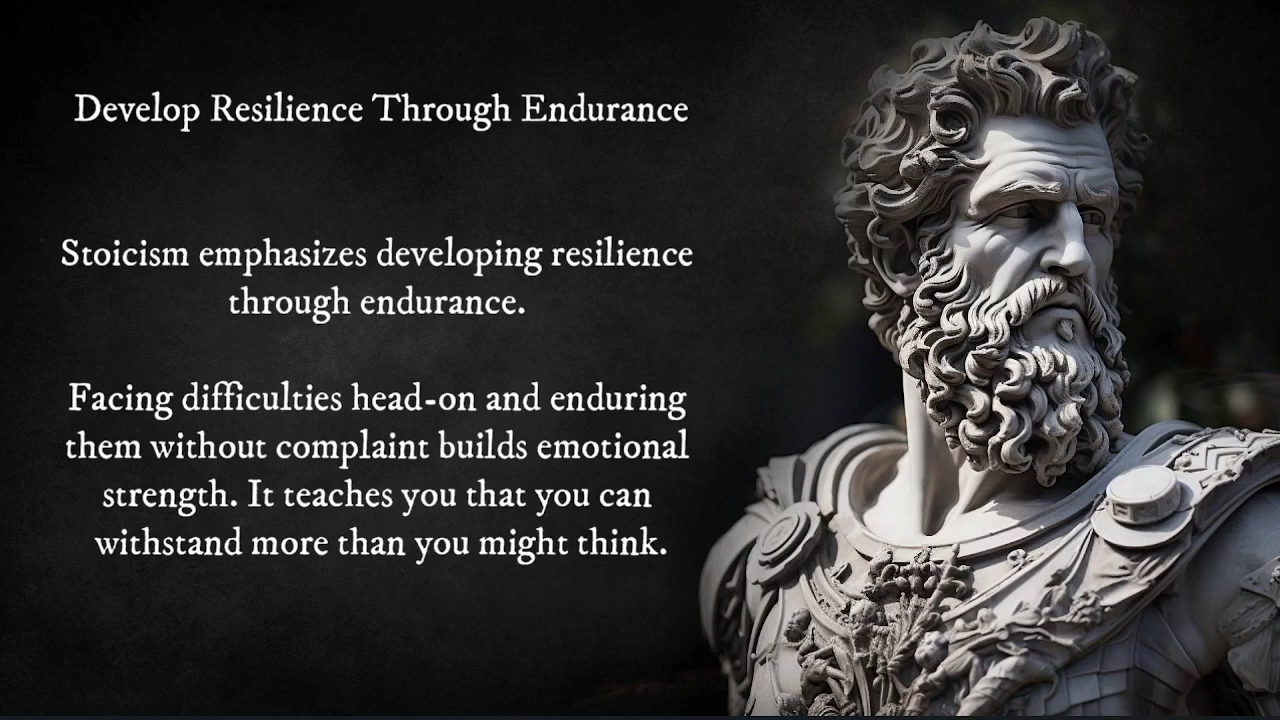 Develop Resilience Through Endurance
Stoicism emphasizes developing resilience
through endurance.
Facing difficulties head-on and enduring
them without complaint builds emotional
strength. It teaches you that you can
withstand more than you might think.